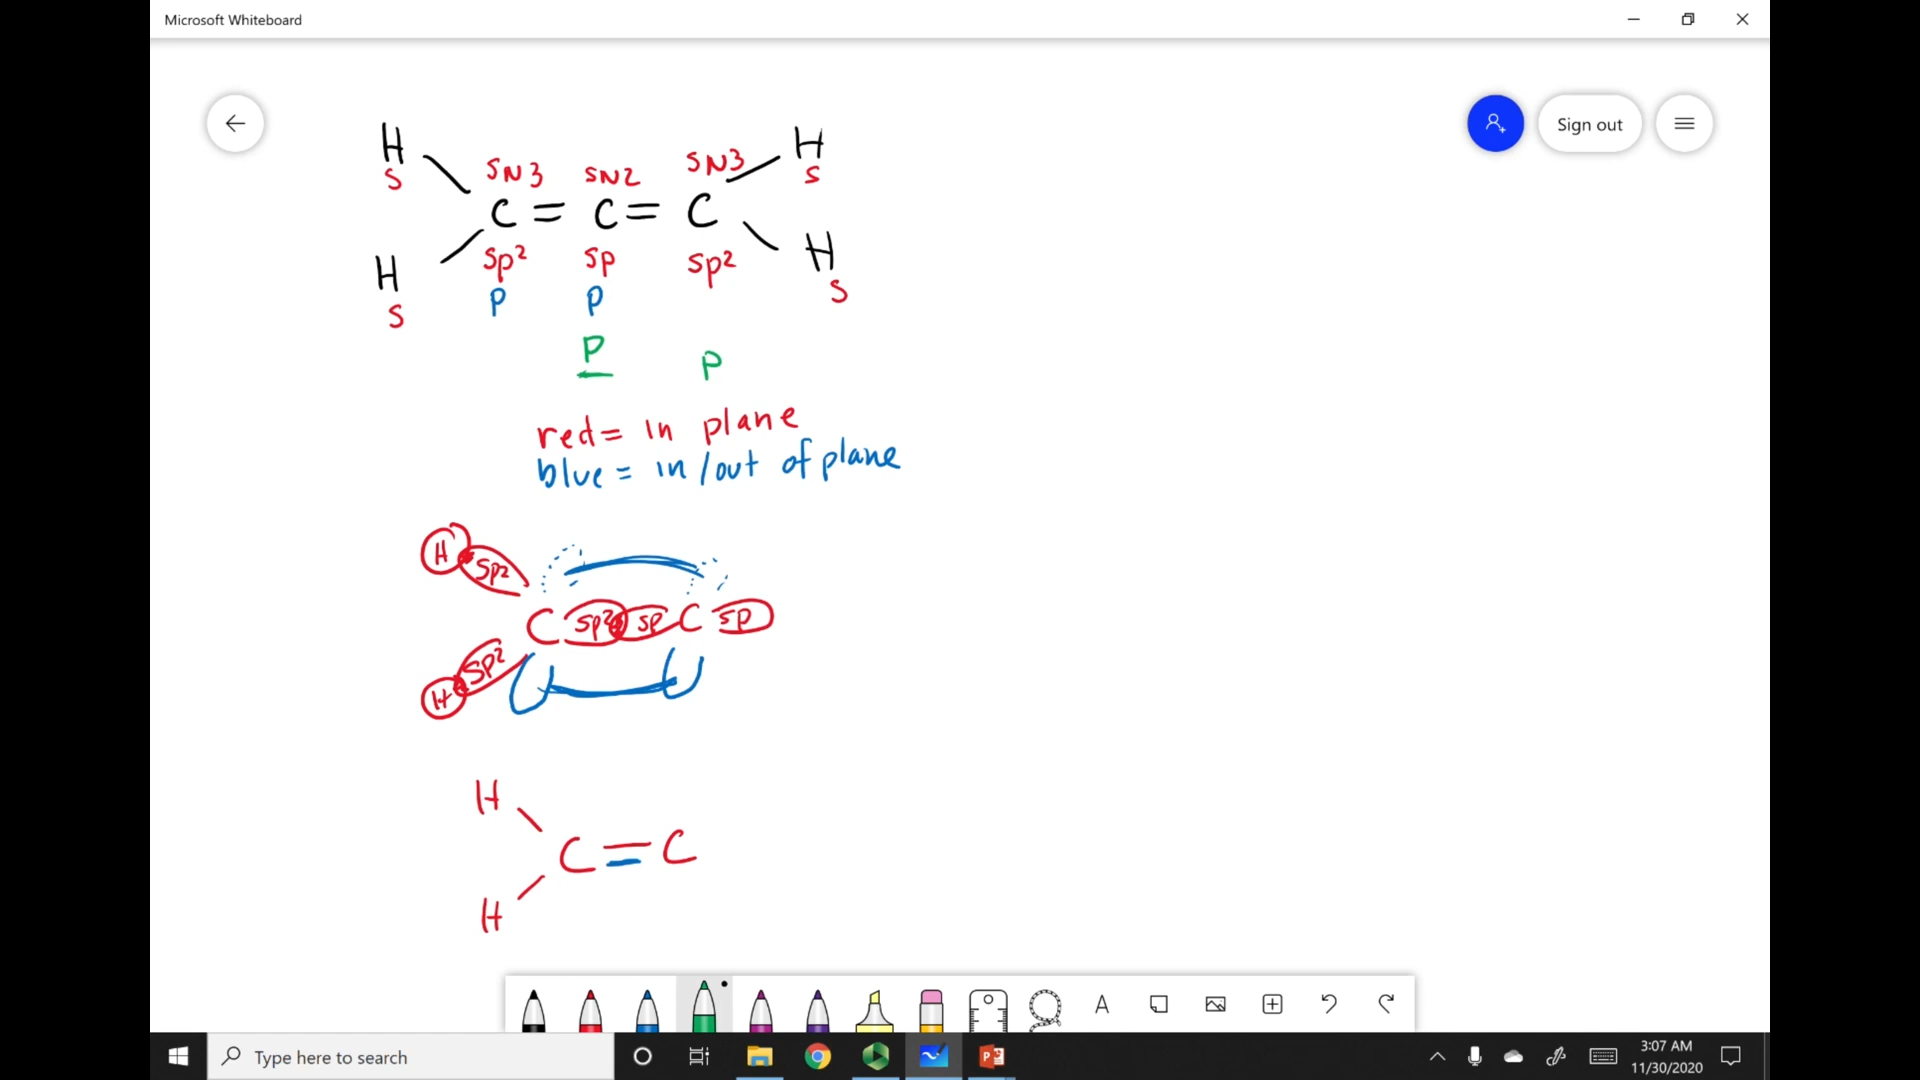 Microsoft Whiteboard
Sign out
H SN3 SN2 SN3 H
S S
C = C = C
H sp² sp sp² H
S P P S
P P
red = in plane
blue = in/out of plane
H sp2
C sp² sp C sp
H sp²
H
C = C
H
A
Type here to search
3:07 AM
11/30/2020